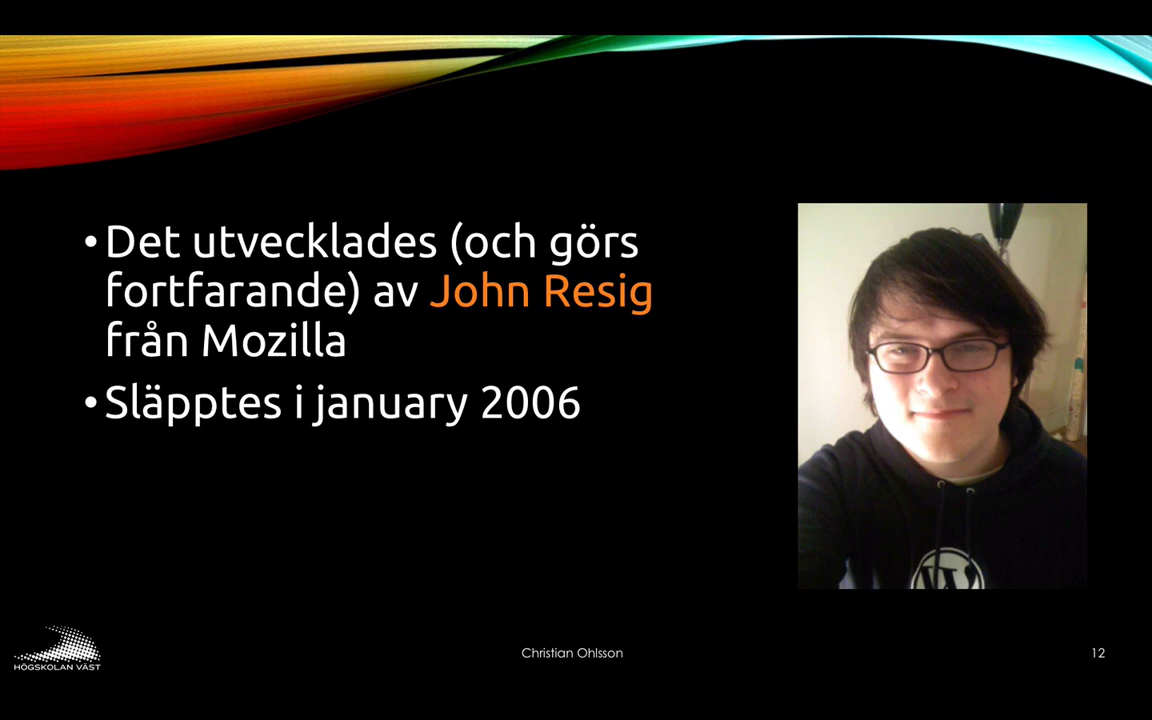 • Det utvecklades (och görs
fortfarande) av John Resig
från Mozilla
• Släpptes i january 2006
W
HÖGSKOLAN VÄST
Christian Ohlsson
12